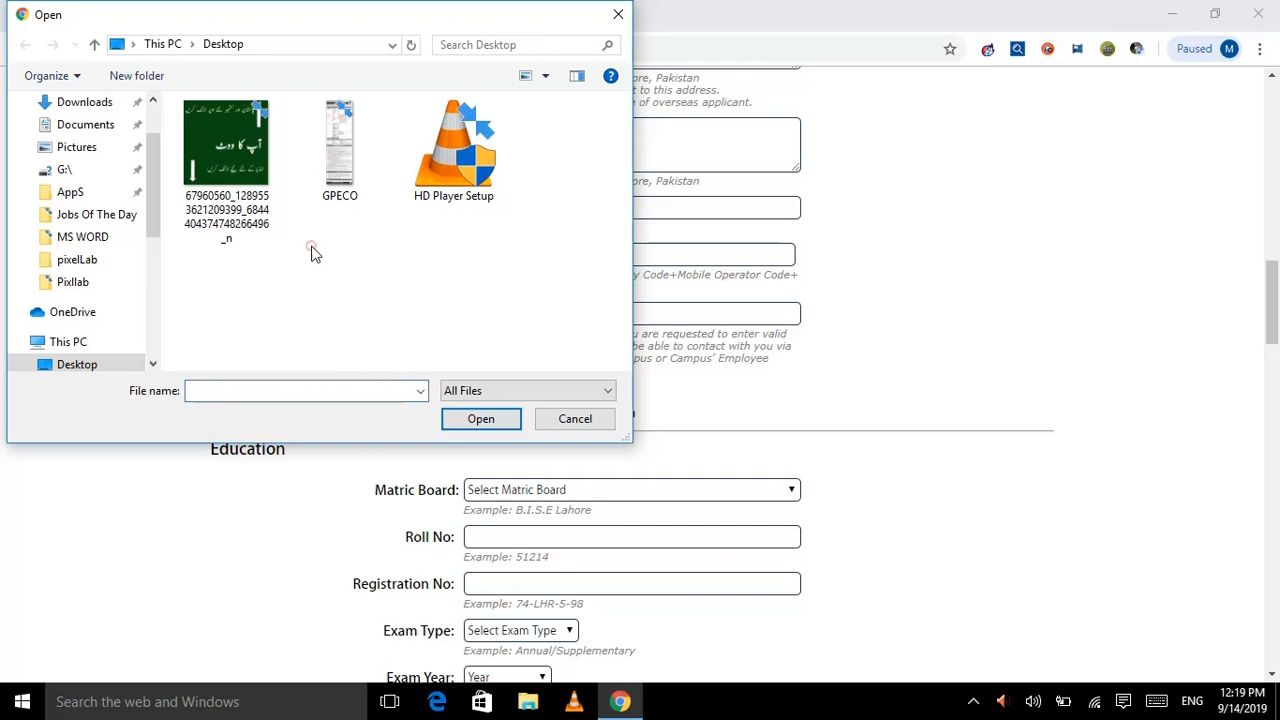 Open
This PC
Desktop
Search Desktop
Paused
M
Organize
New folder
Downloads
Documents
Pictures
G:\
AppS
Jobs Of The Day
MS WORD
pixelLab
Pixllab
OneDrive
This PC
Desktop
آپ کا ووٹ
67960560_128955
3621209399_6844
404374748266496
_n
GPECO
HD Player Setup
File name:
All Files
Open
Cancel
ore, Pakistan
t to this address.
e of overseas applicant.
ore, Pakistan
y Code+Mobile Operator Code+
u are requested to enter valid
be able to contact with you via
pus or Campus’ Employee
Education
Matric Board:
Select Matric Board
Example: B.I.S.E Lahore
Roll No:
Example: 51214
Registration No:
Example: 74-LHR-5-98
Exam Type:
Select Exam Type
Example: Annual/Supplementary
Exam Year:
Year
Search the web and Windows
ENG
12:19 PM
9/14/2019